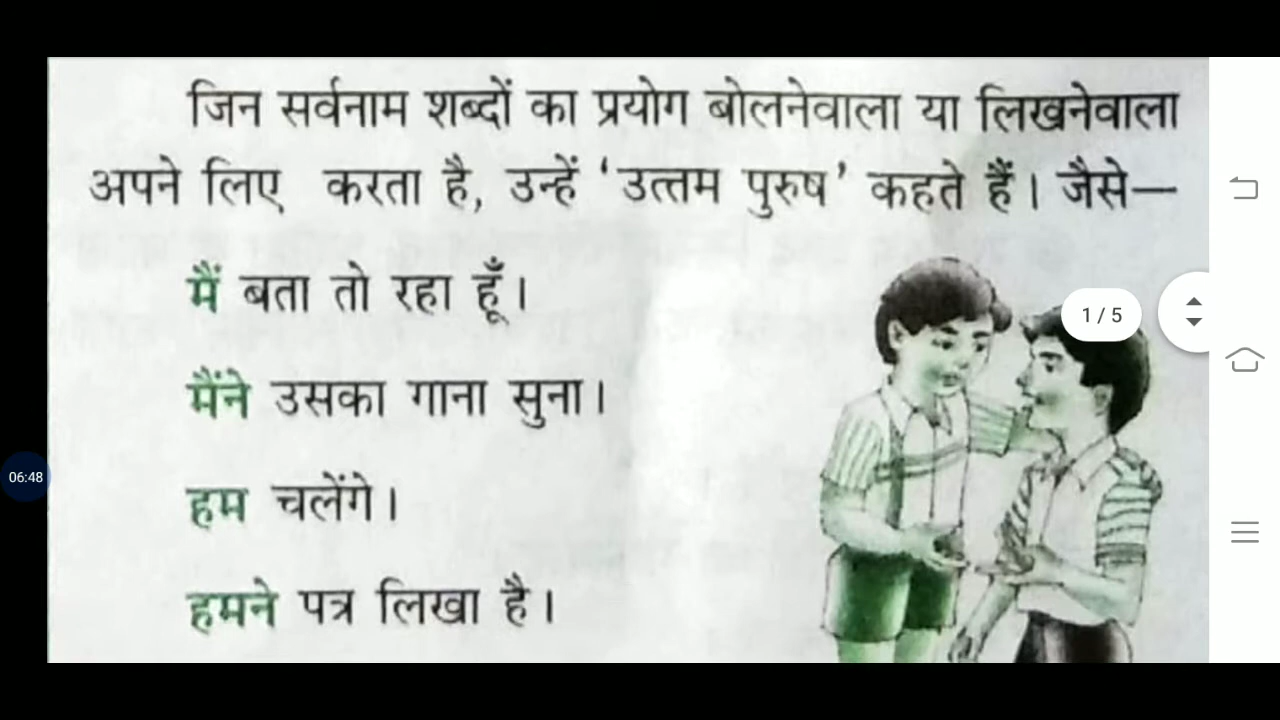 जिन सर्वनाम शब्दों का प्रयोग बोलनेवाला या लिखनेवाला
अपने लिए करता है, उन्हें ‘उत्तम पुरुष’ कहते हैं। जैसे—
मैं बता तो रहा हूँ।
1 / 5
मैंने उसका गाना सुना।
06:48
हम चलेंगे।
हमने पत्र लिखा है।